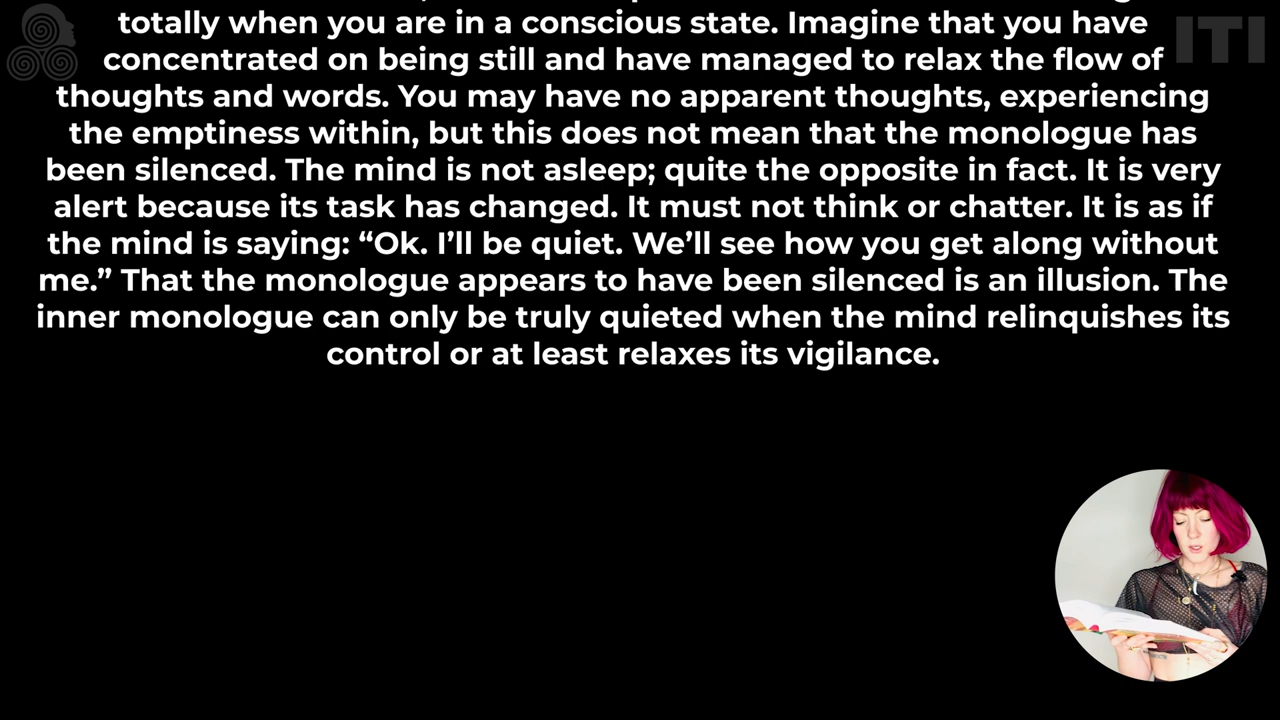 totally when you are in a conscious state. Imagine that you have
concentrated on being still and have managed to relax the flow of
thoughts and words. You may have no apparent thoughts, experiencing
the emptiness within, but this does not mean that the monologue has
been silenced. The mind is not asleep; quite the opposite in fact. It is very
alert because its task has changed. It must not think or chatter. It is as if
the mind is saying: “Ok. I’ll be quiet. We’ll see how you get along without
me.” That the monologue appears to have been silenced is an illusion. The
inner monologue can only be truly quieted when the mind relinquishes its
control or at least relaxes its vigilance.
ITI